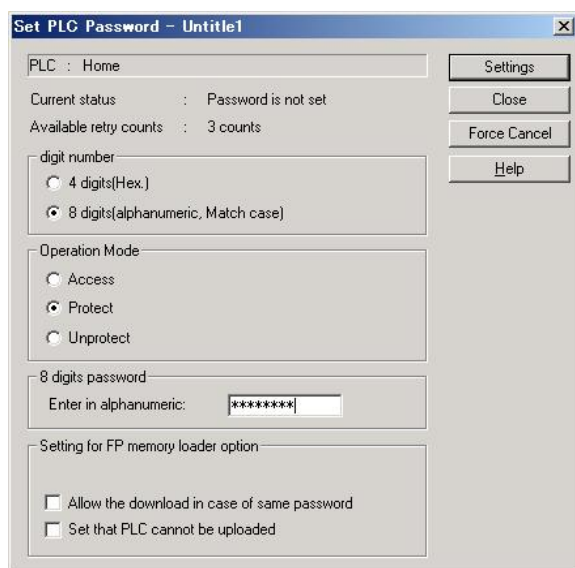 Set PLC Password - Untitle1
PLC : Home
Settings
Current status : Password is not set
Close
Available retry counts : 3 counts
Force Cancel
digit number
Help
4 digits(Hex.)
8 digits(alphanumeric, Match case)
Operation Mode
Access
Protect
Unprotect
8 digits password
Enter in alphanumeric: ********
Setting for FP memory loader option
Allow the download in case of same password
Set that PLC cannot be uploaded